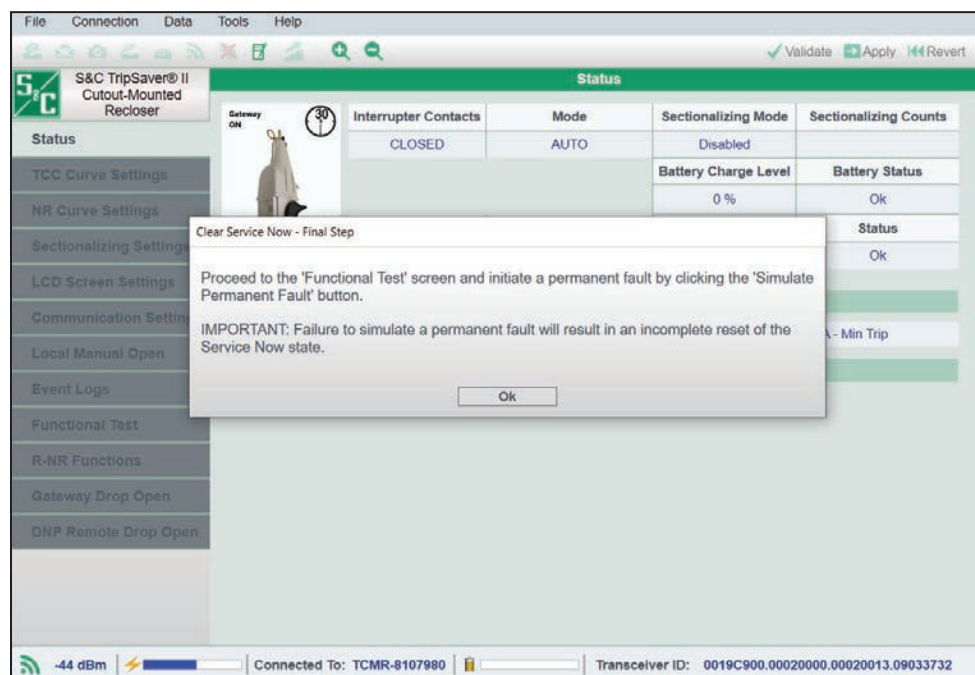 File Connection Data Tools Help
Validate Apply Revert
S&C
S&C TripSaver® II
Cutout-Mounted
Recloser
Status
Status
TCC Curve Settings
NR Curve Settings
Sectionalizing Settings
LCD Screen Settings
Communication Settin
Local Manual Open
Event Logs
Functional Test
R-NR Functions
Gateway Drop Open
DNP Remote Drop Open
Gateway
ON
30
Interrupter Contacts Mode Sectionalizing Mode Sectionalizing Counts
CLOSED AUTO Disabled
Battery Charge Level Battery Status
0 % Ok
Status
Ok
A - Min Trip
Clear Service Now - Final Step
Proceed to the 'Functional Test' screen and initiate a permanent fault by clicking the 'Simulate
Permanent Fault' button.
IMPORTANT: Failure to simulate a permanent fault will result in an incomplete reset of the
Service Now state.
Ok
-44 dBm Connected To: TCMR-8107980 Transceiver ID: 0019C900.00020000.00020013.09033732